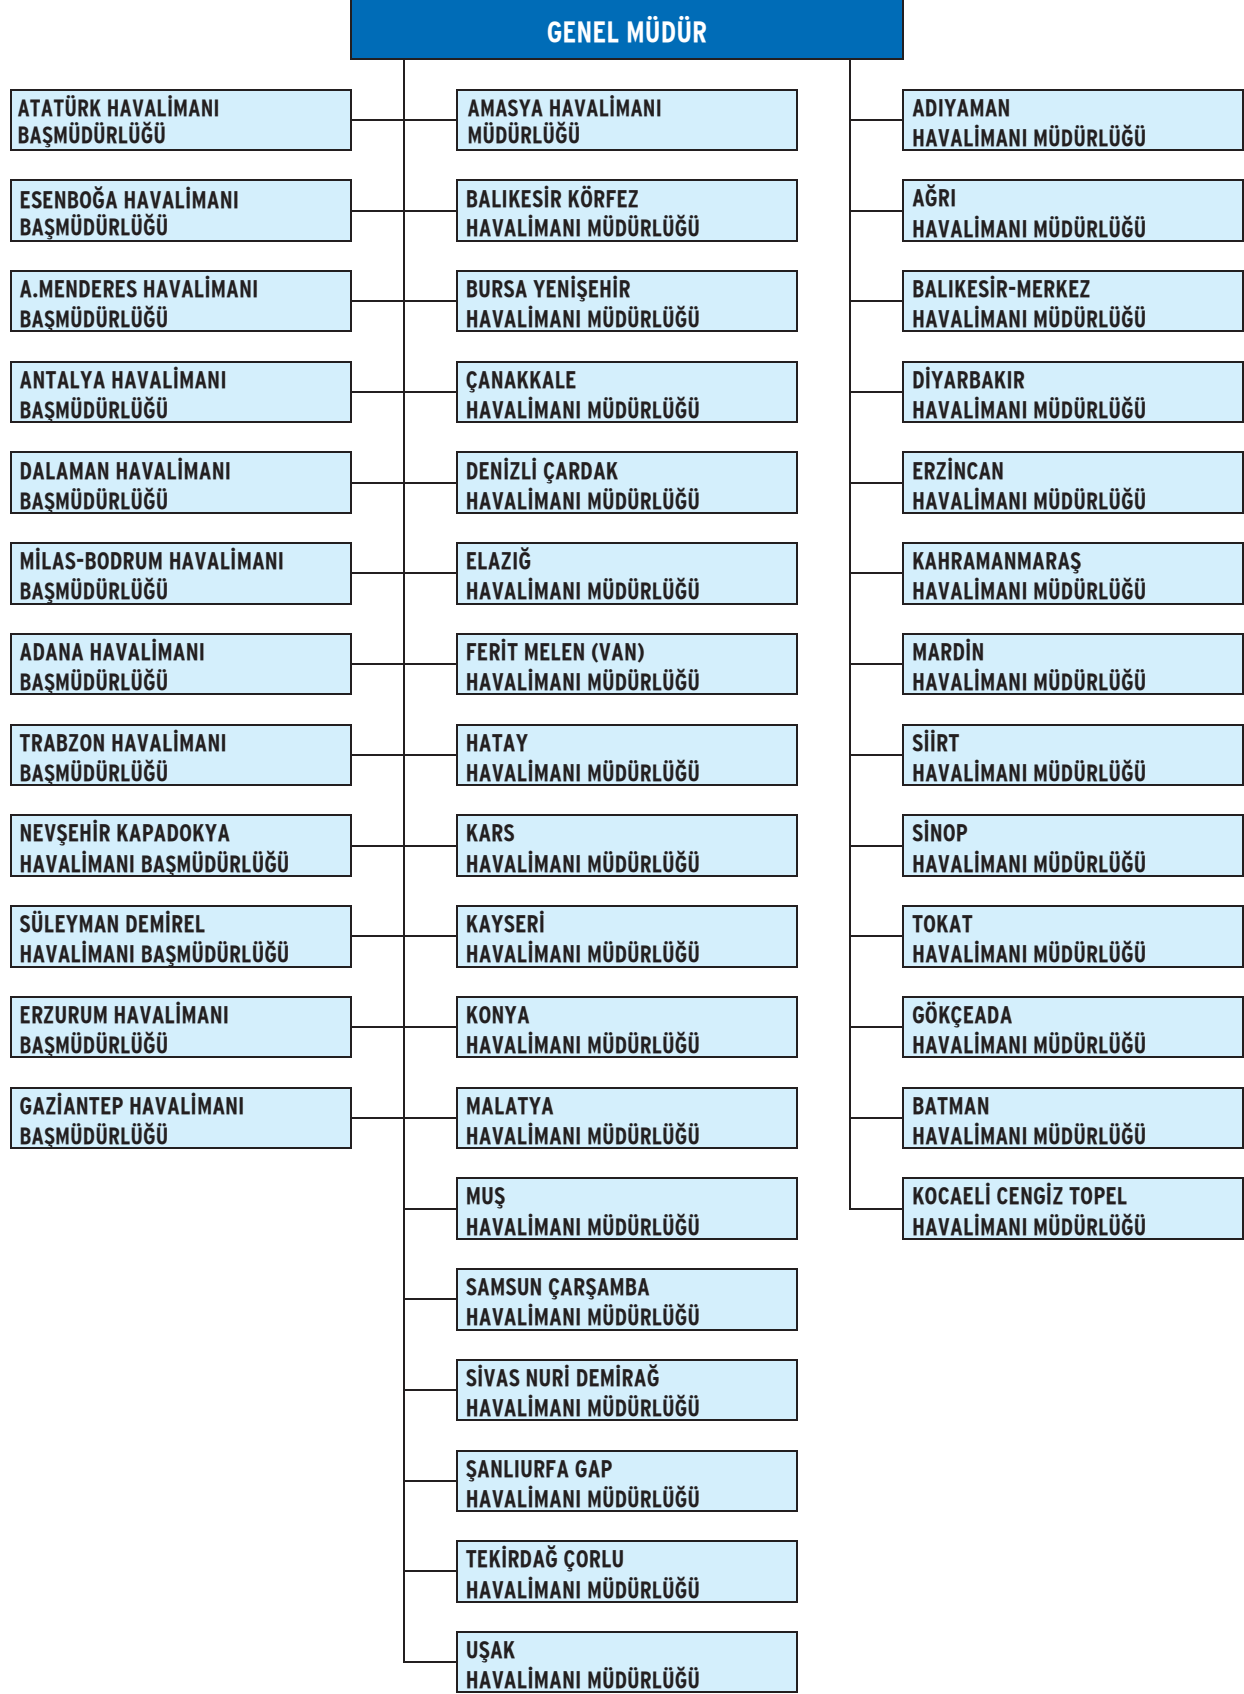 GENEL MÜDÜR
ATATÜRK HAVALİMANI
BAŞMÜDÜRLÜĞÜ
ESENBOĞA HAVALİMANI
BAŞMÜDÜRLÜĞÜ
A.MENDERES HAVALİMANI
BAŞMÜDÜRLÜĞÜ
ANTALYA HAVALİMANI
BAŞMÜDÜRLÜĞÜ
DALAMAN HAVALİMANI
BAŞMÜDÜRLÜĞÜ
MİLAS-BODRUM HAVALİMANI
BAŞMÜDÜRLÜĞÜ
ADANA HAVALİMANI
BAŞMÜDÜRLÜĞÜ
TRABZON HAVALİMANI
BAŞMÜDÜRLÜĞÜ
NEVŞEHİR KAPADOKYA
HAVALİMANI BAŞMÜDÜRLÜĞÜ
SÜLEYMAN DEMİREL
HAVALİMANI BAŞMÜDÜRLÜĞÜ
ERZURUM HAVALİMANI
BAŞMÜDÜRLÜĞÜ
GAZİANTEP HAVALİMANI
BAŞMÜDÜRLÜĞÜ
AMASYA HAVALİMANI
MÜDÜRLÜĞÜ
BALIKESİR KÖRFEZ
HAVALİMANI MÜDÜRLÜĞÜ
BURSA YENİŞEHİR
HAVALİMANI MÜDÜRLÜĞÜ
ÇANAKKALE
HAVALİMANI MÜDÜRLÜĞÜ
DENİZLİ ÇARDAK
HAVALİMANI MÜDÜRLÜĞÜ
ELAZIĞ
HAVALİMANI MÜDÜRLÜĞÜ
FERİT MELEN (VAN)
HAVALİMANI MÜDÜRLÜĞÜ
HATAY
HAVALİMANI MÜDÜRLÜĞÜ
KARS
HAVALİMANI MÜDÜRLÜĞÜ
KAYSERİ
HAVALİMANI MÜDÜRLÜĞÜ
KONYA
HAVALİMANI MÜDÜRLÜĞÜ
MALATYA
HAVALİMANI MÜDÜRLÜĞÜ
MUŞ
HAVALİMANI MÜDÜRLÜĞÜ
SAMSUN ÇARŞAMBA
HAVALİMANI MÜDÜRLÜĞÜ
SİVAS NURİ DEMİRAĞ
HAVALİMANI MÜDÜRLÜĞÜ
ŞANLIURFA GAP
HAVALİMANI MÜDÜRLÜĞÜ
TEKİRDAĞ ÇORLU
HAVALİMANI MÜDÜRLÜĞÜ
UŞAK
HAVALİMANI MÜDÜRLÜĞÜ
ADIYAMAN
HAVALİMANI MÜDÜRLÜĞÜ
AĞRI
HAVALİMANI MÜDÜRLÜĞÜ
BALIKESİR-MERKEZ
HAVALİMANI MÜDÜRLÜĞÜ
DİYARBAKIR
HAVALİMANI MÜDÜRLÜĞÜ
ERZİNCAN
HAVALİMANI MÜDÜRLÜĞÜ
KAHRAMANMARAŞ
HAVALİMANI MÜDÜRLÜĞÜ
MARDİN
HAVALİMANI MÜDÜRLÜĞÜ
SİİRT
HAVALİMANI MÜDÜRLÜĞÜ
SİNOP
HAVALİMANI MÜDÜRLÜĞÜ
TOKAT
HAVALİMANI MÜDÜRLÜĞÜ
GÖKÇEADA
HAVALİMANI MÜDÜRLÜĞÜ
BATMAN
HAVALİMANI MÜDÜRLÜĞÜ
KOCAELİ CENGİZ TOPEL
HAVALİMANI MÜDÜRLÜĞÜ